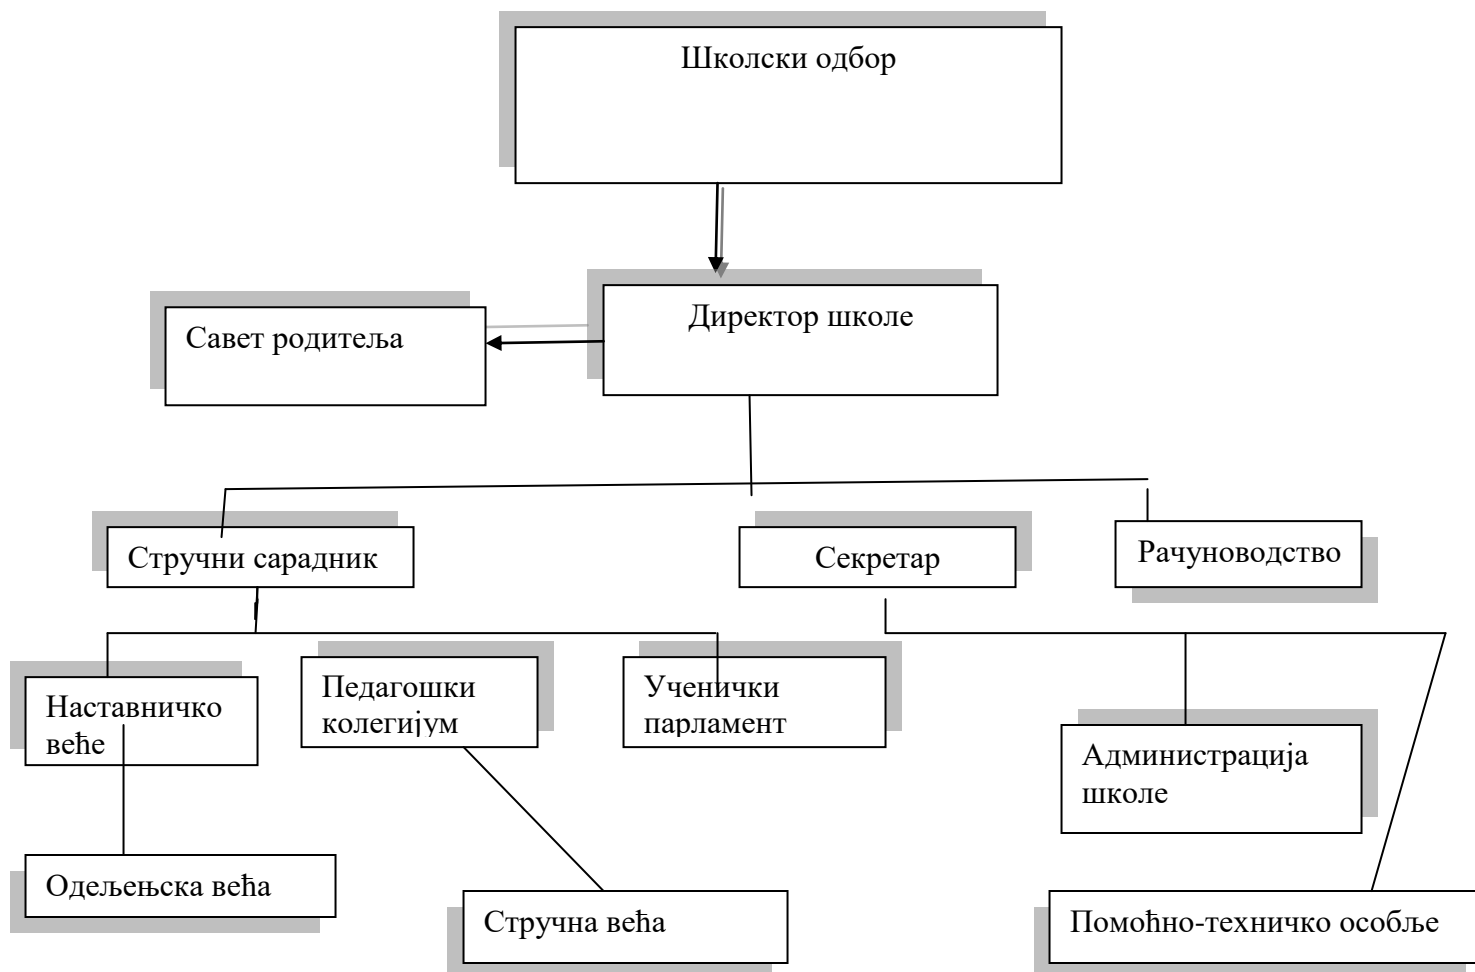 Школски одбор
Директор школе
Савет родитеља
Стручни сарадник
Секретар
Рачуноводство
Наставничко
веће
Педагошки
колегијум
Ученички
парламент
Администрација
школе
Одељењска већа
Стручна већа
Помоћно-техничко особље